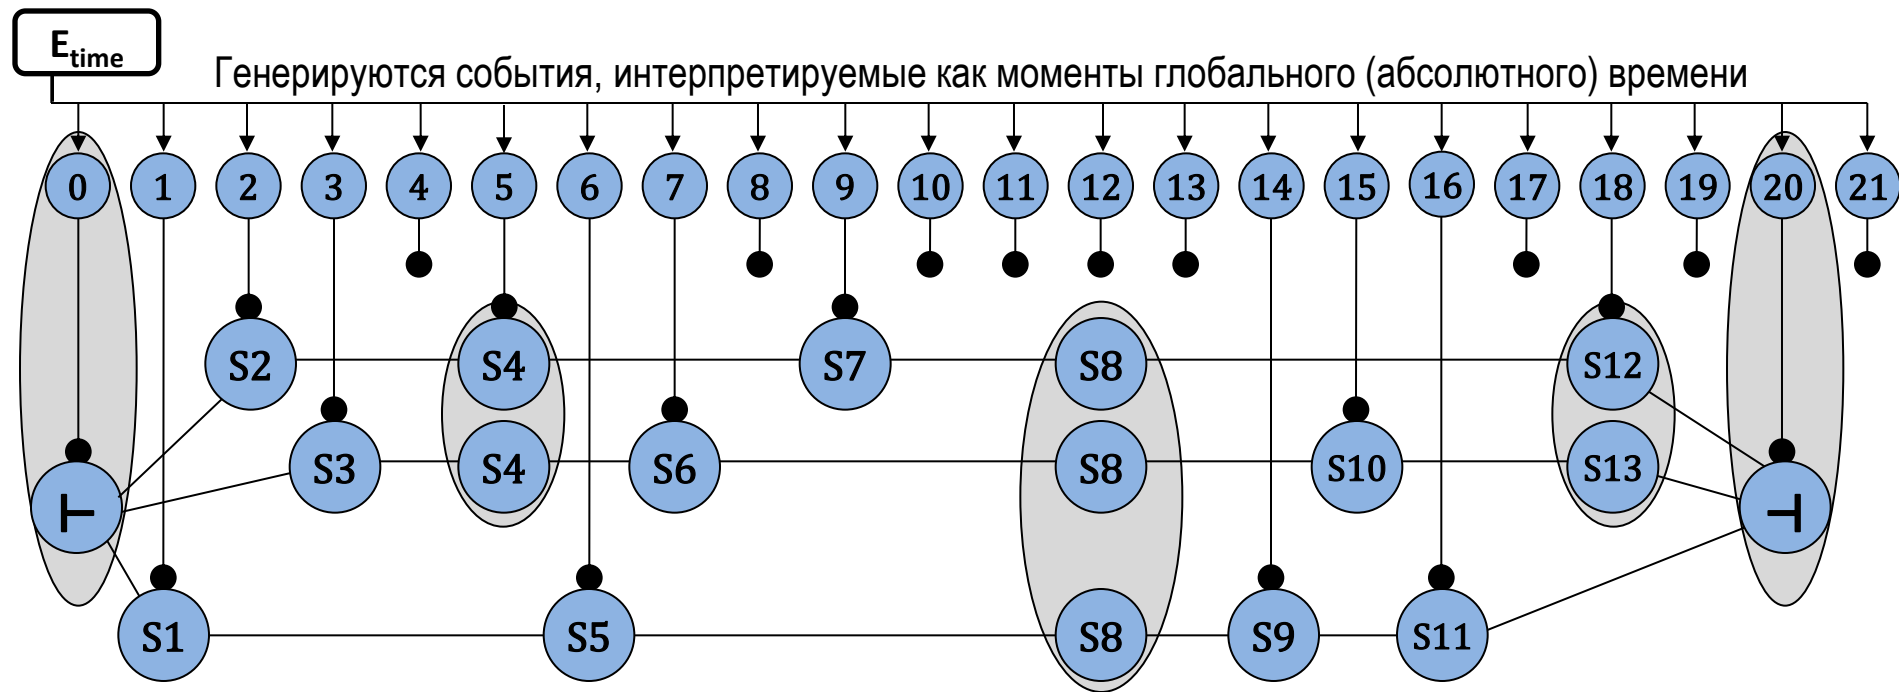 E_time
Генерируются события, интерпретируемые как моменты глобального (абсолютного) времени
0 1 2 3 4 5 6 7 8 9 10 11 12 13 14 15 16 17 18 19 20 21
S2 S4 S7 S8 S12
S3 S4 S6 S8 S10 S13
⊢ ⊣
S1 S5 S8 S9 S11